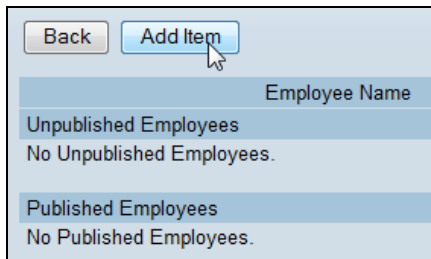 Back Add Item
Employee Name
Unpublished Employees
No Unpublished Employees.
Published Employees
No Published Employees.